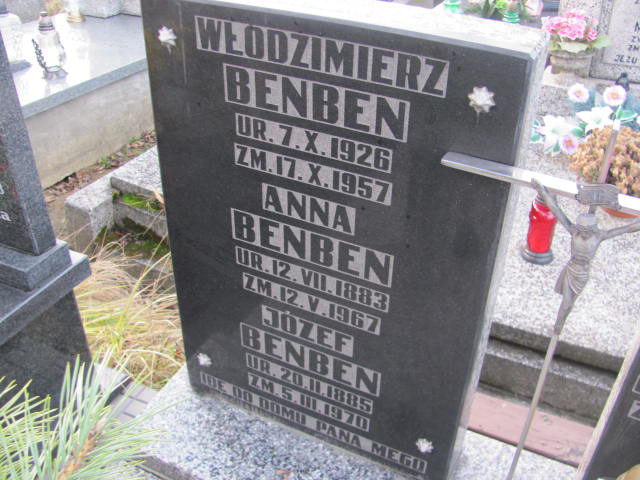 WŁODZIMIERZ
BENBEN
UR. 7. X. 1926
ZM. 17. X. 1957
ANNA
BENBEN
UR. 12. VII. 1883
ZM. 12. V. 1967
JÓZEF
BENBEN
UR. 20. II. 1885
ZM. 5. III. 1970
IDĘ DO DOMU PANA MEGO